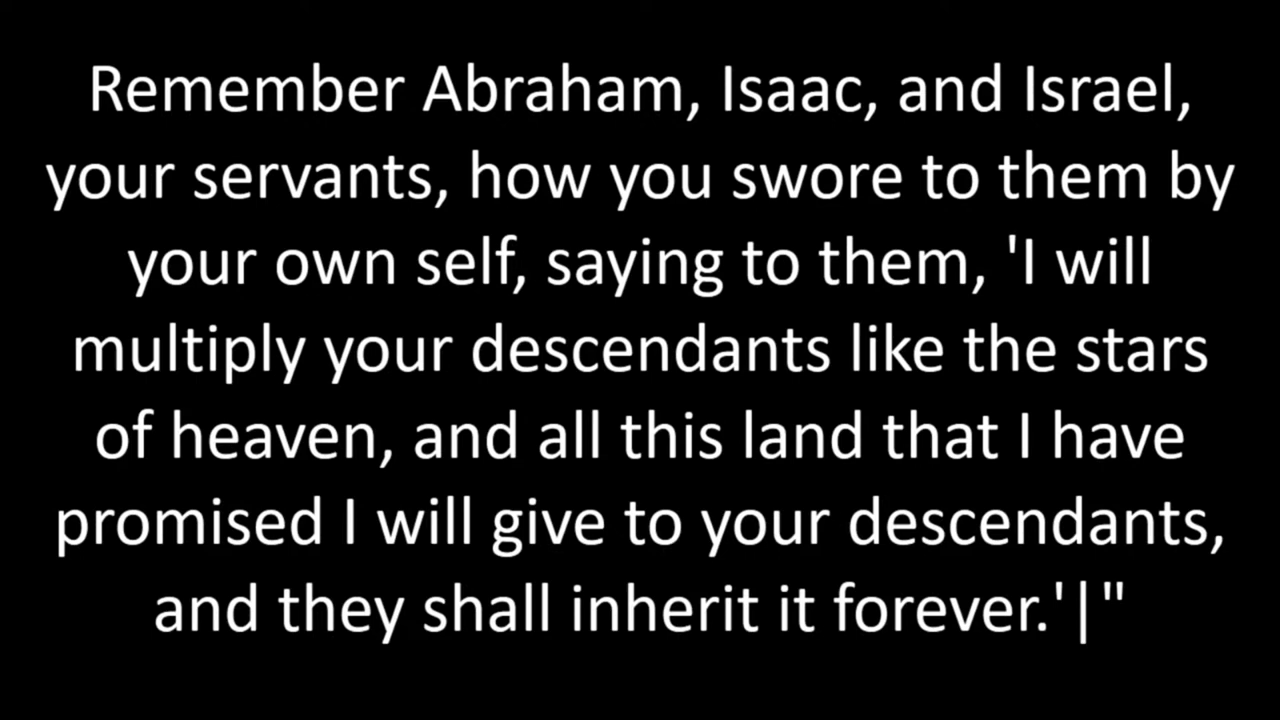 Remember Abraham, Isaac, and Israel,
your servants, how you swore to them by
your own self, saying to them, 'I will
multiply your descendants like the stars
of heaven, and all this land that I have
promised I will give to your descendants,
and they shall inherit it forever.'|"